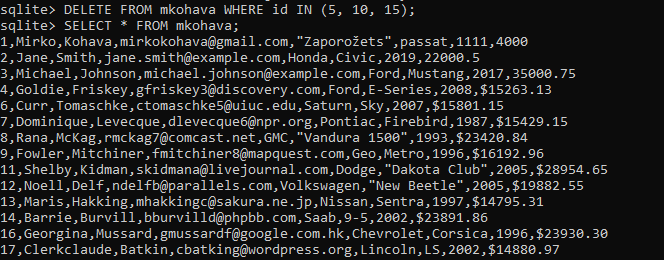 sqlite> DELETE FROM mkohava WHERE id IN (5, 10, 15);
sqlite> SELECT * FROM mkohava;
1,Mirko,Kohava,mirkokohava@gmail.com,"Zaporožets",passat,1111,4000
2,Jane,Smith,jane.smith@example.com,Honda,Civic,2019,22000.5
3,Michael,Johnson,michael.johnson@example.com,Ford,Mustang,2017,35000.75
4,Goldie,Friskey,gfriskey3@discovery.com,Ford,E-Series,2008,$15263.13
6,Curr,Tomaschke,ctomaschke5@uiuc.edu,Saturn,Sky,2007,$15801.15
7,Dominique,Levecque,dlevecque6@npr.org,Pontiac,Firebird,1987,$15429.15
8,Rana,McKag,rmckag7@comcast.net,GMC,"Vandura 1500",1993,$23420.84
9,Fowler,Mitchiner,fmitchiner8@mapquest.com,Geo,Metro,1996,$16192.96
11,Shelby,Kidman,skidmana@livejournal.com,Dodge,"Dakota Club",2005,$28954.65
12,Noell,Delf,ndelfb@parallels.com,Volkswagen,"New Beetle",2005,$19882.55
13,Maris,Hakking,mhakkingc@sakura.ne.jp,Nissan,Sentra,1997,$14795.31
14,Barrie,Burvill,bburvilld@phpbb.com,Saab,9-5,2002,$23891.86
16,Georgina,Mussard,gmussardf@google.com.hk,Chevrolet,Corsica,1996,$23930.30
17,Clerkclaude,Batkin,cbatking@wordpress.org,Lincoln,LS,2002,$14880.97